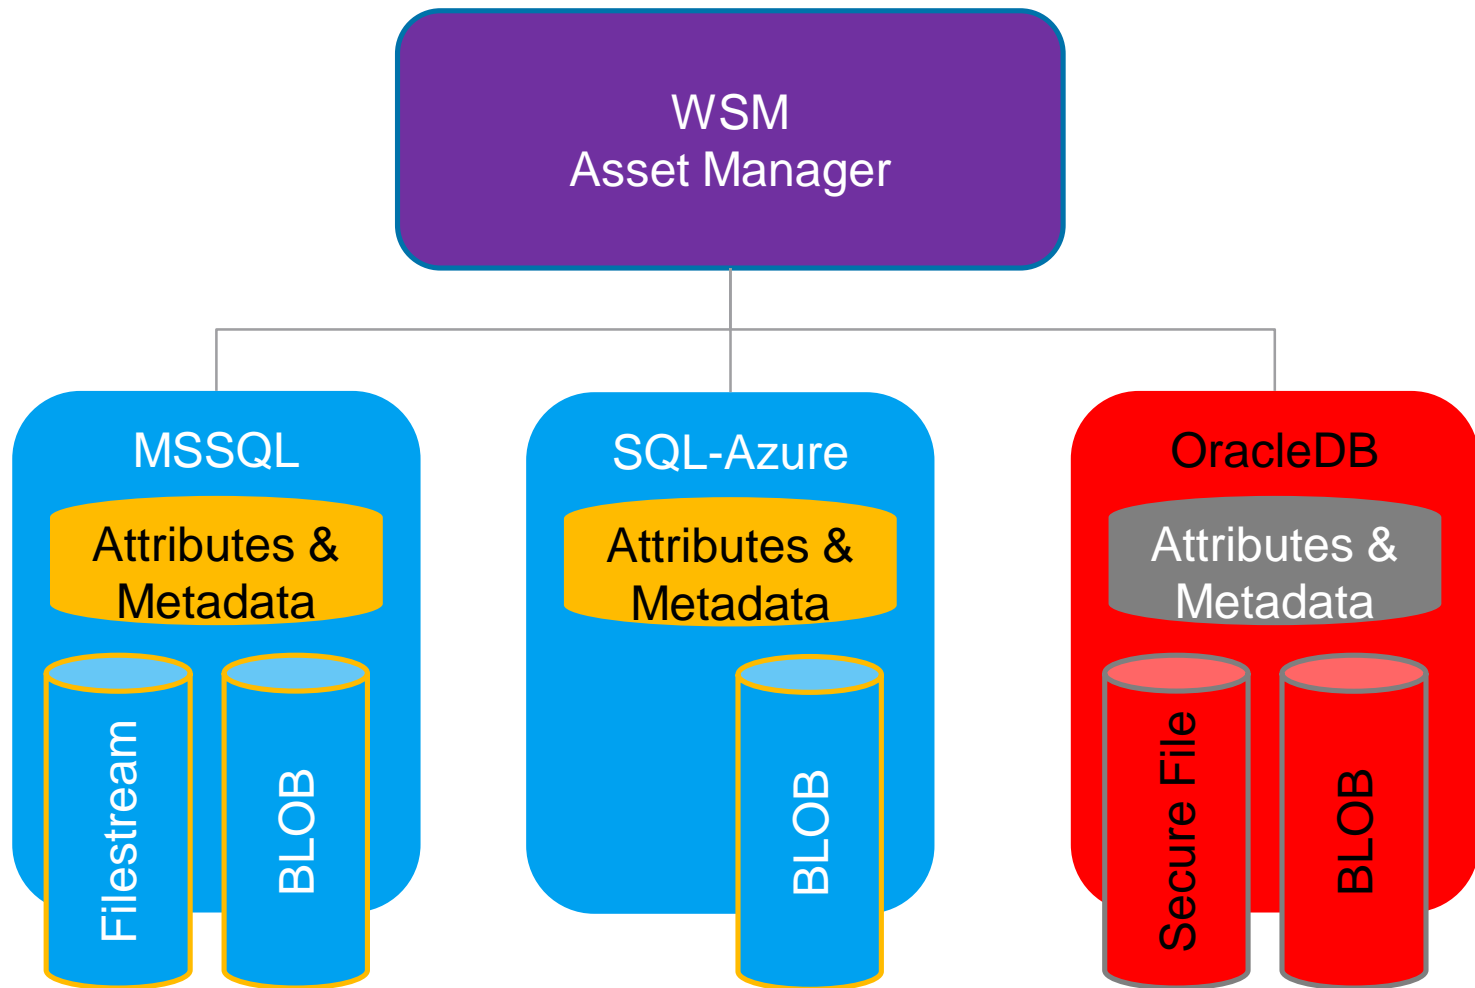 WSM
Asset Manager
MSSQL
Attributes &
Metadata
Filestream
BLOB
SQL-Azure
Attributes &
Metadata
BLOB
OracleDB
Attributes &
Metadata
Secure File
BLOB